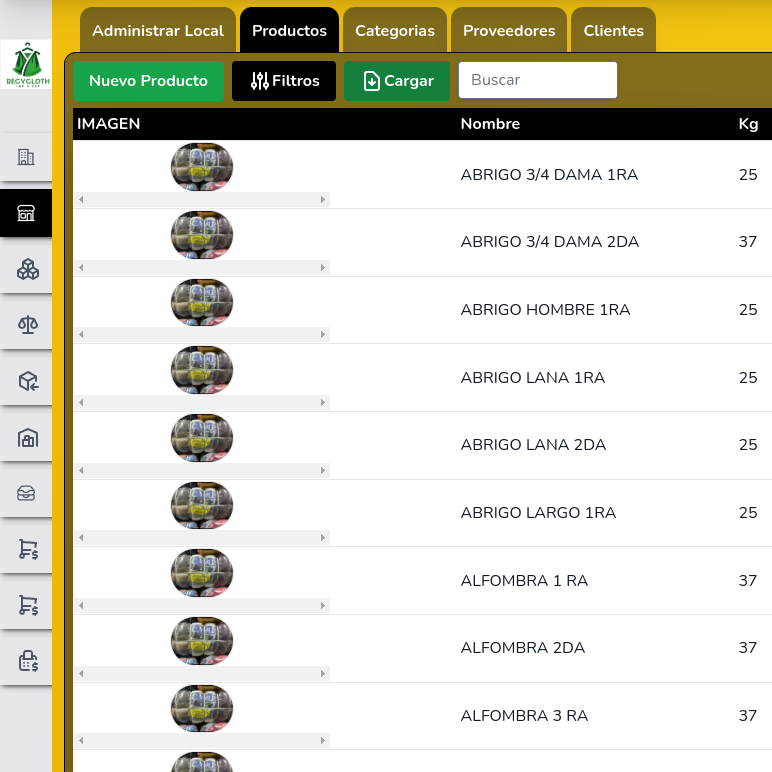 Administrar Local Productos Categorias Proveedores Clientes
RECYCLOTH
Nuevo Producto Filtros Cargar Buscar
IMAGEN Nombre Kg
ABRIGO 3/4 DAMA 1RA 25
ABRIGO 3/4 DAMA 2DA 37
ABRIGO HOMBRE 1RA 25
ABRIGO LANA 1RA 25
ABRIGO LANA 2DA 25
ABRIGO LARGO 1RA 25
ALFOMBRA 1 RA 37
ALFOMBRA 2DA 37
ALFOMBRA 3 RA 37